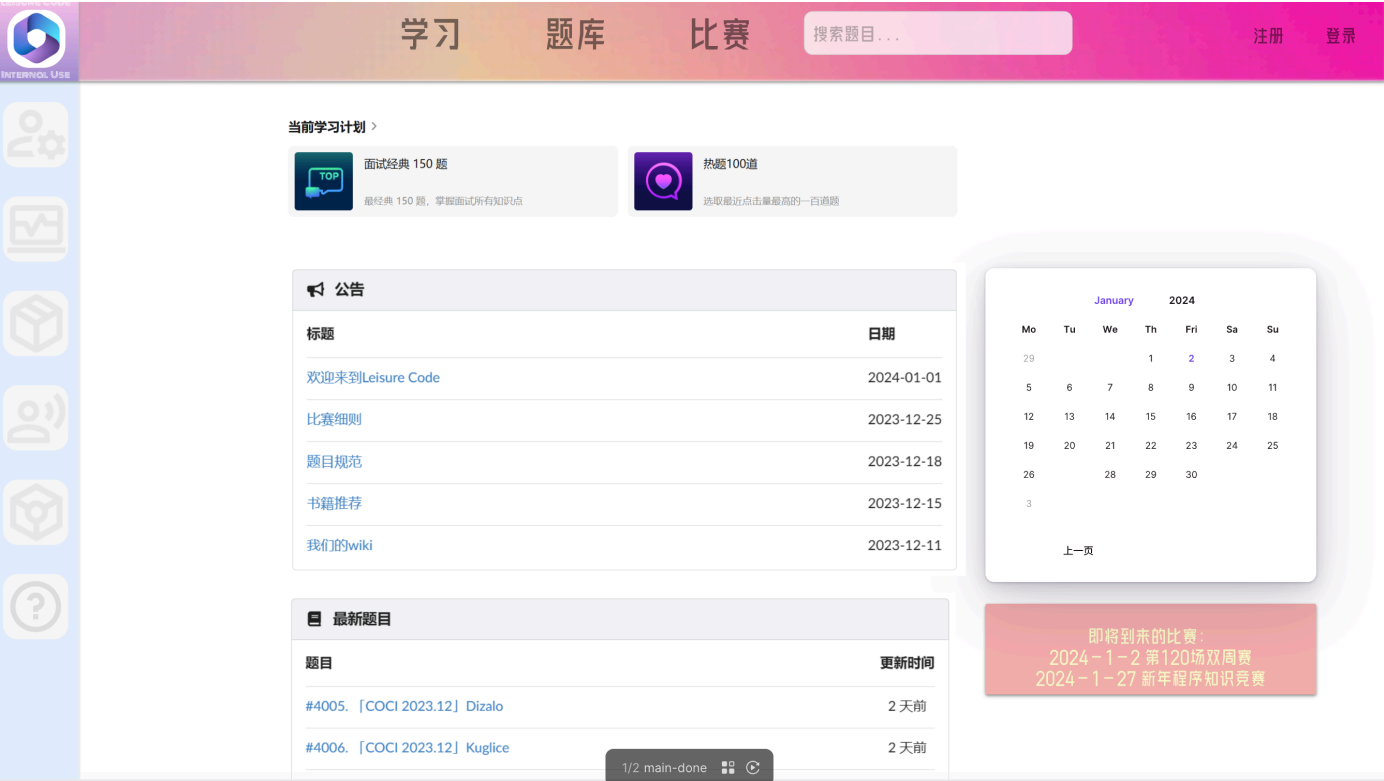 LEISURE CODE
INTERNAL USE
学习 题库 比赛 搜索题目... 注册 登录
当前学习计划 >
TOP
面试经典 150 题
最经典 150 题，掌握面试所有知识点
热题100道
选取最近点击量最高的一百道题
公告
标题 日期
欢迎来到Leisure Code 2024-01-01
比赛细则 2023-12-25
题目规范 2023-12-18
书籍推荐 2023-12-15
我们的wiki 2023-12-11
最新题目
题目 更新时间
#4005.「COCI 2023.12」Dizalo 2 天前
#4006.「COCI 2023.12」Kuglice 2 天前
January 2024
Mo Tu We Th Fri Sa Su
29 1 2 3 4
5 6 7 8 9 10 11
12 13 14 15 16 17 18
19 20 21 22 23 24 25
26 28 29 30
3
上一页
即将到来的比赛：
2024-1-2 第120场双周赛
2024-1-27 新年程序知识竞赛
1/2 main-done